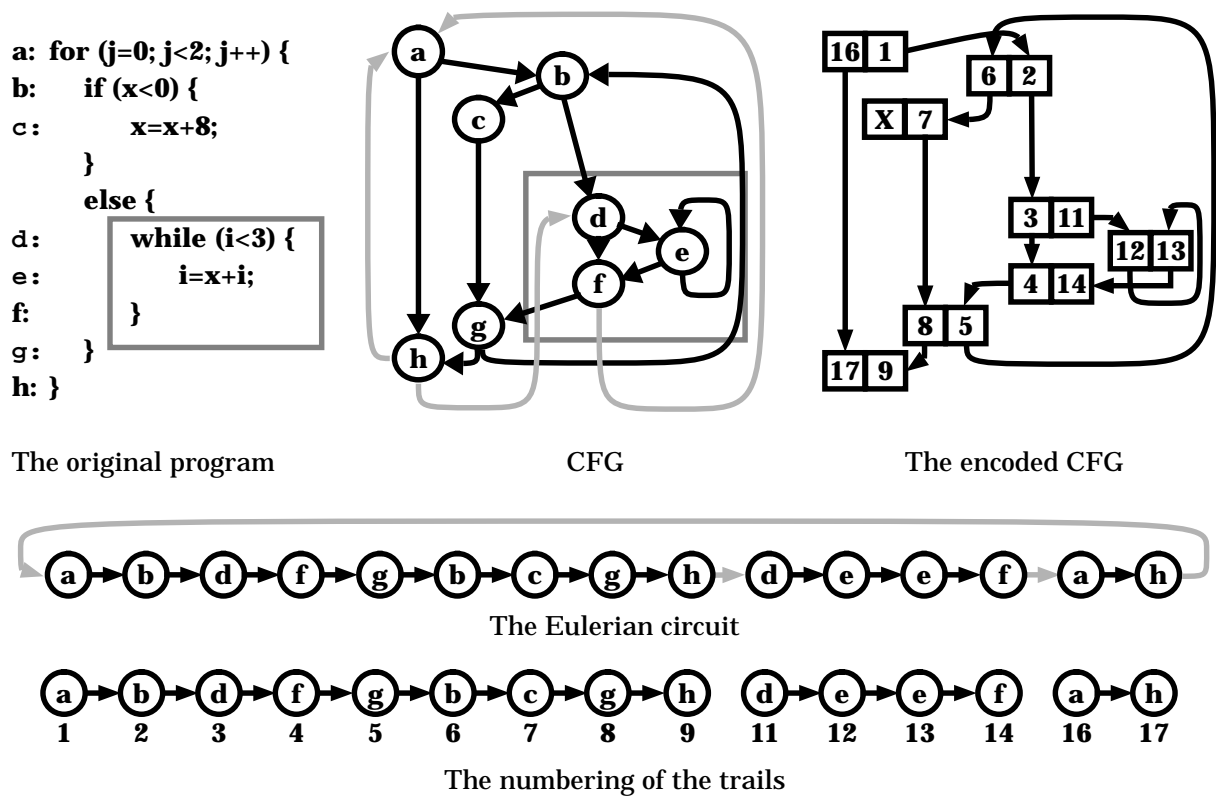 a: for (j=0; j<2; j++) {
b: if (x<0) {
c: x=x+8;
}
else {
d: while (i<3) {
e: i=x+i;
f: }
g: }
h: }
The original program
a
b
c
d
e
f
g
h
CFG
16 1
6 2
X 7
3 11
12 13
4 14
8 5
17 9
The encoded CFG
a b d f g b c g h d e e f a h
The Eulerian circuit
a b d f g b c g h d e e f a h
1 2 3 4 5 6 7 8 9 11 12 13 14 16 17
The numbering of the trails